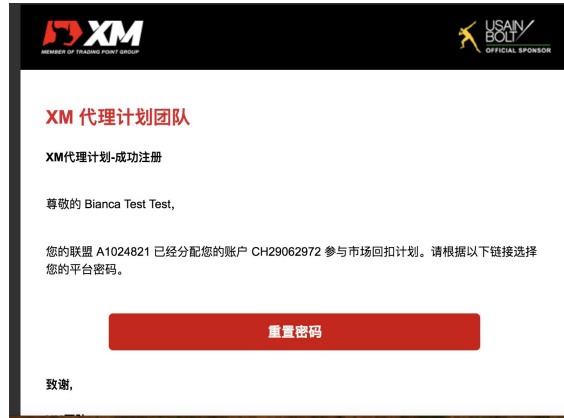 XM
MEMBER OF TRADING POINT GROUP
USAIN
BOLT
OFFICIAL SPONSOR
XM 代理计划团队
XM代理计划-成功注册
尊敬的 Bianca Test Test,
您的联盟 A1024821 已经分配您的账户 CH29062972 参与市场回扣计划。请根据以下链接选择
您的平台密码。
重置密码
致谢,